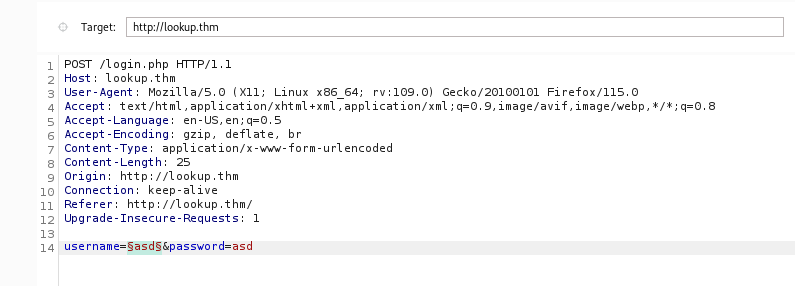 Target: http://lookup.thm
1 POST /login.php HTTP/1.1
2 Host: lookup.thm
3 User-Agent: Mozilla/5.0 (X11; Linux x86_64; rv:109.0) Gecko/20100101 Firefox/115.0
4 Accept: text/html,application/xhtml+xml,application/xml;q=0.9,image/avif,image/webp,*/*;q=0.8
5 Accept-Language: en-US,en;q=0.5
6 Accept-Encoding: gzip, deflate, br
7 Content-Type: application/x-www-form-urlencoded
8 Content-Length: 25
9 Origin: http://lookup.thm
10 Connection: keep-alive
11 Referer: http://lookup.thm/
12 Upgrade-Insecure-Requests: 1
13
14 username=§asd§&password=asd